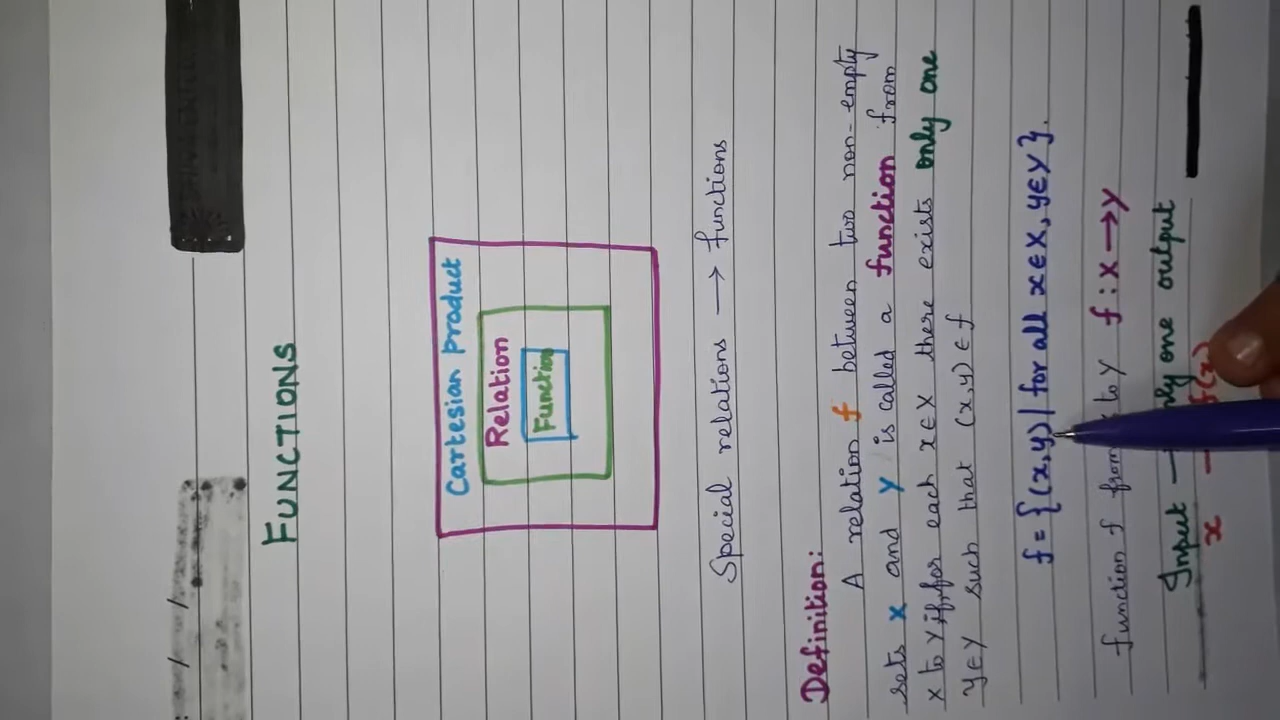 FUNCTIONS
Cartesian product
Relation
Function
Special relations → functions
Definition:
A relation f between two non-empty
sets X and Y is called a function from
X to Y if, for each x∈X there exists only one
y∈Y such that (x,y)∈f
f = {(x,y)| for all x∈X, y∈Y}.
function f from to Y f : X → Y
Input → only one output
x → f(x)